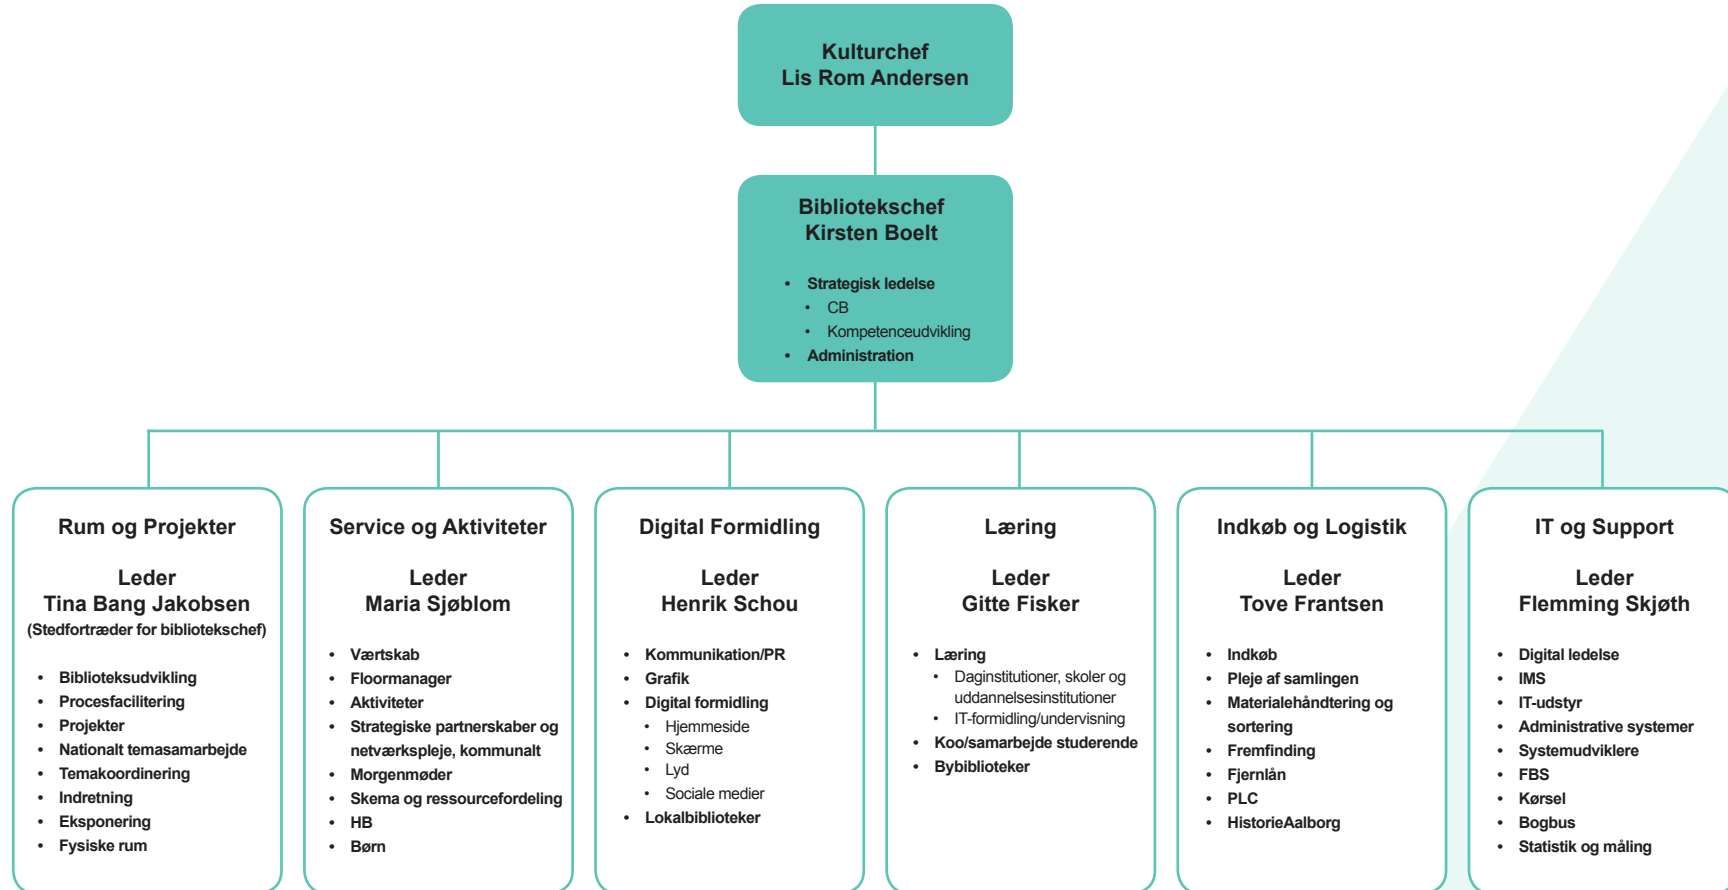 Kulturchef
Lis Rom Andersen
Bibliotekschef
Kirsten Boelt
• Strategisk ledelse
• CB
• Kompetenceudvikling
• Administration
Rum og Projekter
Leder
Tina Bang Jakobsen
(Stedfortræder for bibliotekschef)
• Biblioteksudvikling
• Procesfacilitering
• Projekter
• Nationalt temasamarbejde
• Temakoordinering
• Indretning
• Eksponering
• Fysiske rum
Service og Aktiviteter
Leder
Maria Sjøblom
• Værtskab
• Floormanager
• Aktiviteter
• Strategiske partnerskaber og
netværkspleje, kommunalt
• Morgenmøder
• Skema og ressourcefordeling
• HB
• Børn
Digital Formidling
Leder
Henrik Schou
• Kommunikation/PR
• Grafik
• Digital formidling
• Hjemmeside
• Skærme
• Lyd
• Sociale medier
• Lokalbiblioteker
Læring
Leder
Gitte Fisker
• Læring
• Daginstitutioner, skoler og
uddannelsesinstitutioner
• IT-formidling/undervisning
• Koo/samarbejde studerende
• Bybiblioteker
Indkøb og Logistik
Leder
Tove Frantsen
• Indkøb
• Pleje af samlingen
• Materialehåndtering og
sortering
• Fremfinding
• Fjernlån
• PLC
• HistorieAalborg
IT og Support
Leder
Flemming Skjøth
• Digital ledelse
• IMS
• IT-udstyr
• Administrative systemer
• Systemudviklere
• FBS
• Kørsel
• Bogbus
• Statistik og måling